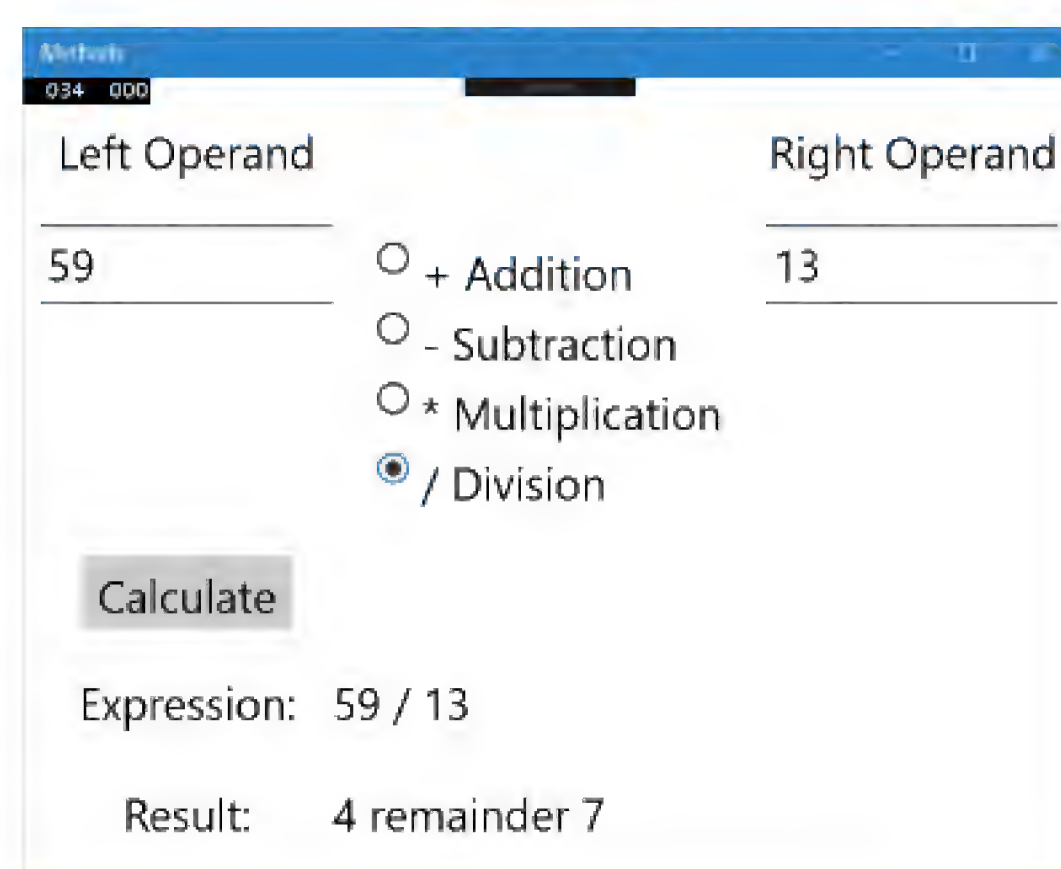 Methods
034 000
Left Operand
Right Operand
59
13
+ Addition
- Subtraction
* Multiplication
/ Division
Calculate
Expression: 59 / 13
Result: 4 remainder 7